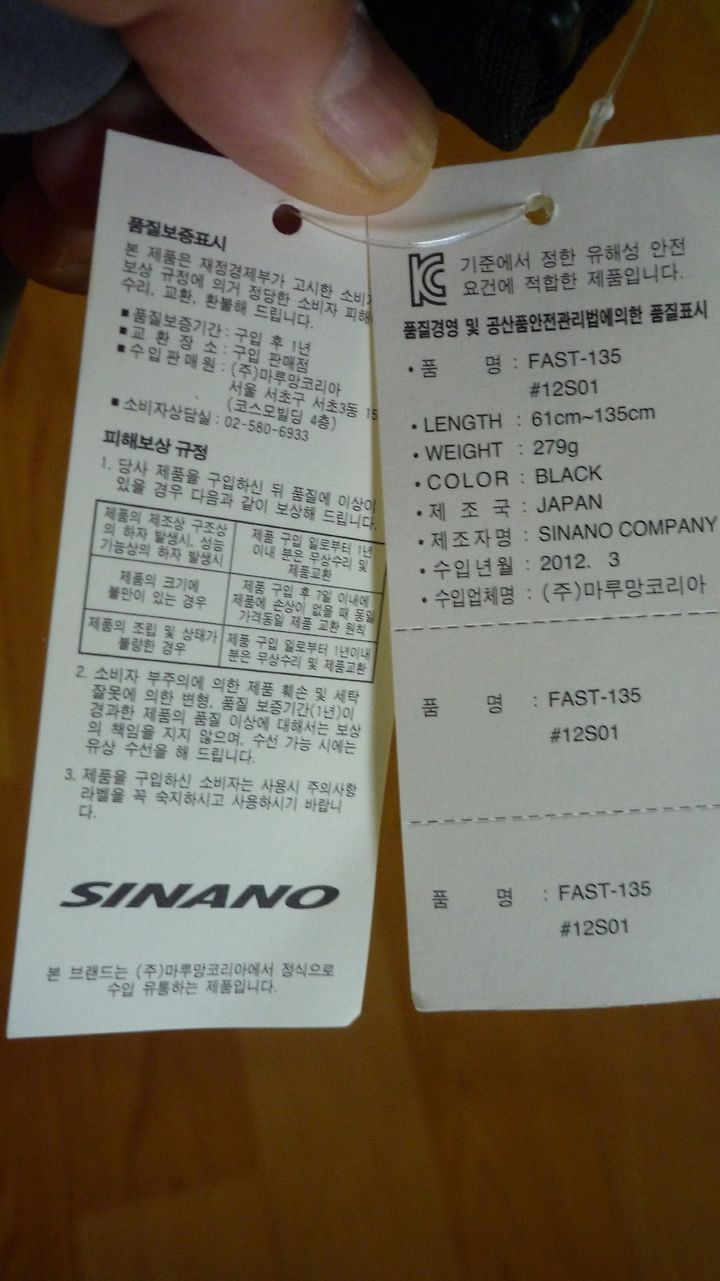 품질보증표시
본 제품은 재정경제부가 고시한 소비자
보상 규정에 의거 정당한 소비자 피해
수리, 교환, 환불해 드립니다.
■ 품질보증기간 : 구입 후 1년
■ 교 환 장 소 : 구입 판매점
■ 수 입 판 매 원 : (주)마루망코리아
서울 서초구 서초3동 15
(코스모빌딩 4층)
■ 소비자상담실 : 02-580-6933
피해보상 규정
1. 당사 제품을 구입하신 뒤 품질에 이상이
있을 경우 다음과 같이 보상해 드립니다.
제품의 제조상 구조상
의 하자 발생시, 성능
기능상의 하자 발생시
제품 구입 일로부터 1년
이내 분은 무상수리 및
제품교환
제품의 크기에
불만이 있는 경우
제품 구입 후 7일 이내에
제품에 손상이 없을 때 동일
가격동일 제품 교환 원칙
제품의 조립 및 상태가
불량한 경우
제품 구입 일로부터 1년이내
분은 무상수리 및 제품교환
2. 소비자 부주의에 의한 제품 훼손 및 세탁
잘못에 의한 변형, 품질 보증기간(1년)이
경과한 제품의 품질 이상에 대해서는 보상
의 책임을 지지 않으며, 수선 가능 시에는
유상 수선을 해 드립니다.
3. 제품을 구입하신 소비자는 사용시 주의사항
라벨을 꼭 숙지하시고 사용하시기 바랍니
다.
SINANO
본 브랜드는 (주)마루망코리아에서 정식으로
수입 유통하는 제품입니다.
기준에서 정한 유해성 안전
요건에 적합한 제품입니다.
품질경영 및 공산품안전관리법에의한 품질표시
• 품 명 : FAST-135
#12S01
• LENGTH : 61cm~135cm
• WEIGHT : 279g
• COLOR : BLACK
• 제 조 국 : JAPAN
• 제조자명 : SINANO COMPANY
• 수입년월 : 2012. 3
• 수입업체명 : (주)마루망코리아
품 명 : FAST-135
#12S01
품 명 : FAST-135
#12S01